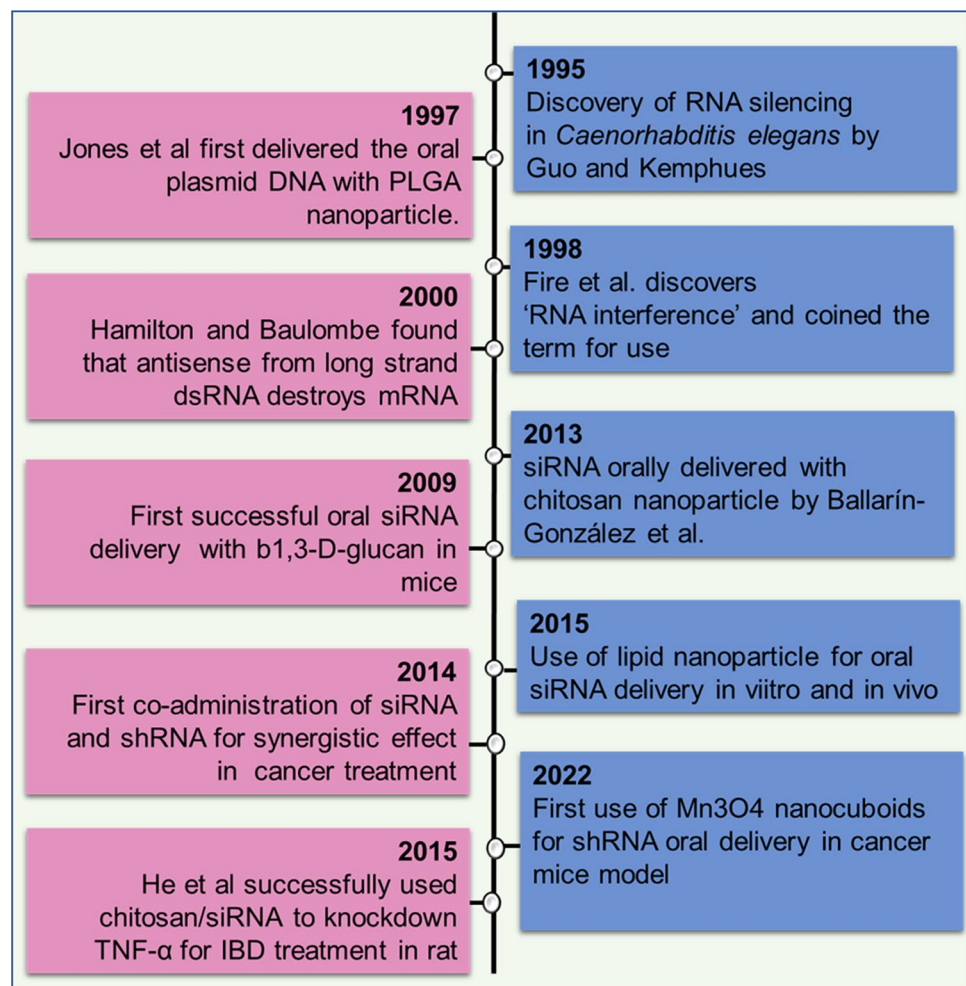 1995
Discovery of RNA silencing
in Caenorhabditis elegans by
Guo and Kemphues
1997
Jones et al first delivered the oral
plasmid DNA with PLGA
nanoparticle.
1998
Fire et al. discovers
‘RNA interference’ and coined the
term for use
2000
Hamilton and Baulombe found
that antisense from long strand
dsRNA destroys mRNA
2013
siRNA orally delivered with
chitosan nanoparticle by Ballarín-
González et al.
2009
First successful oral siRNA
delivery with b1,3-D-glucan in
mice
2015
Use of lipid nanoparticle for oral
siRNA delivery in viitro and in vivo
2014
First co-administration of siRNA
and shRNA for synergistic effect
in cancer treatment
2022
First use of Mn3O4 nanocuboids
for shRNA oral delivery in cancer
mice model
2015
He et al successfully used
chitosan/siRNA to knockdown
TNF-α for IBD treatment in rat